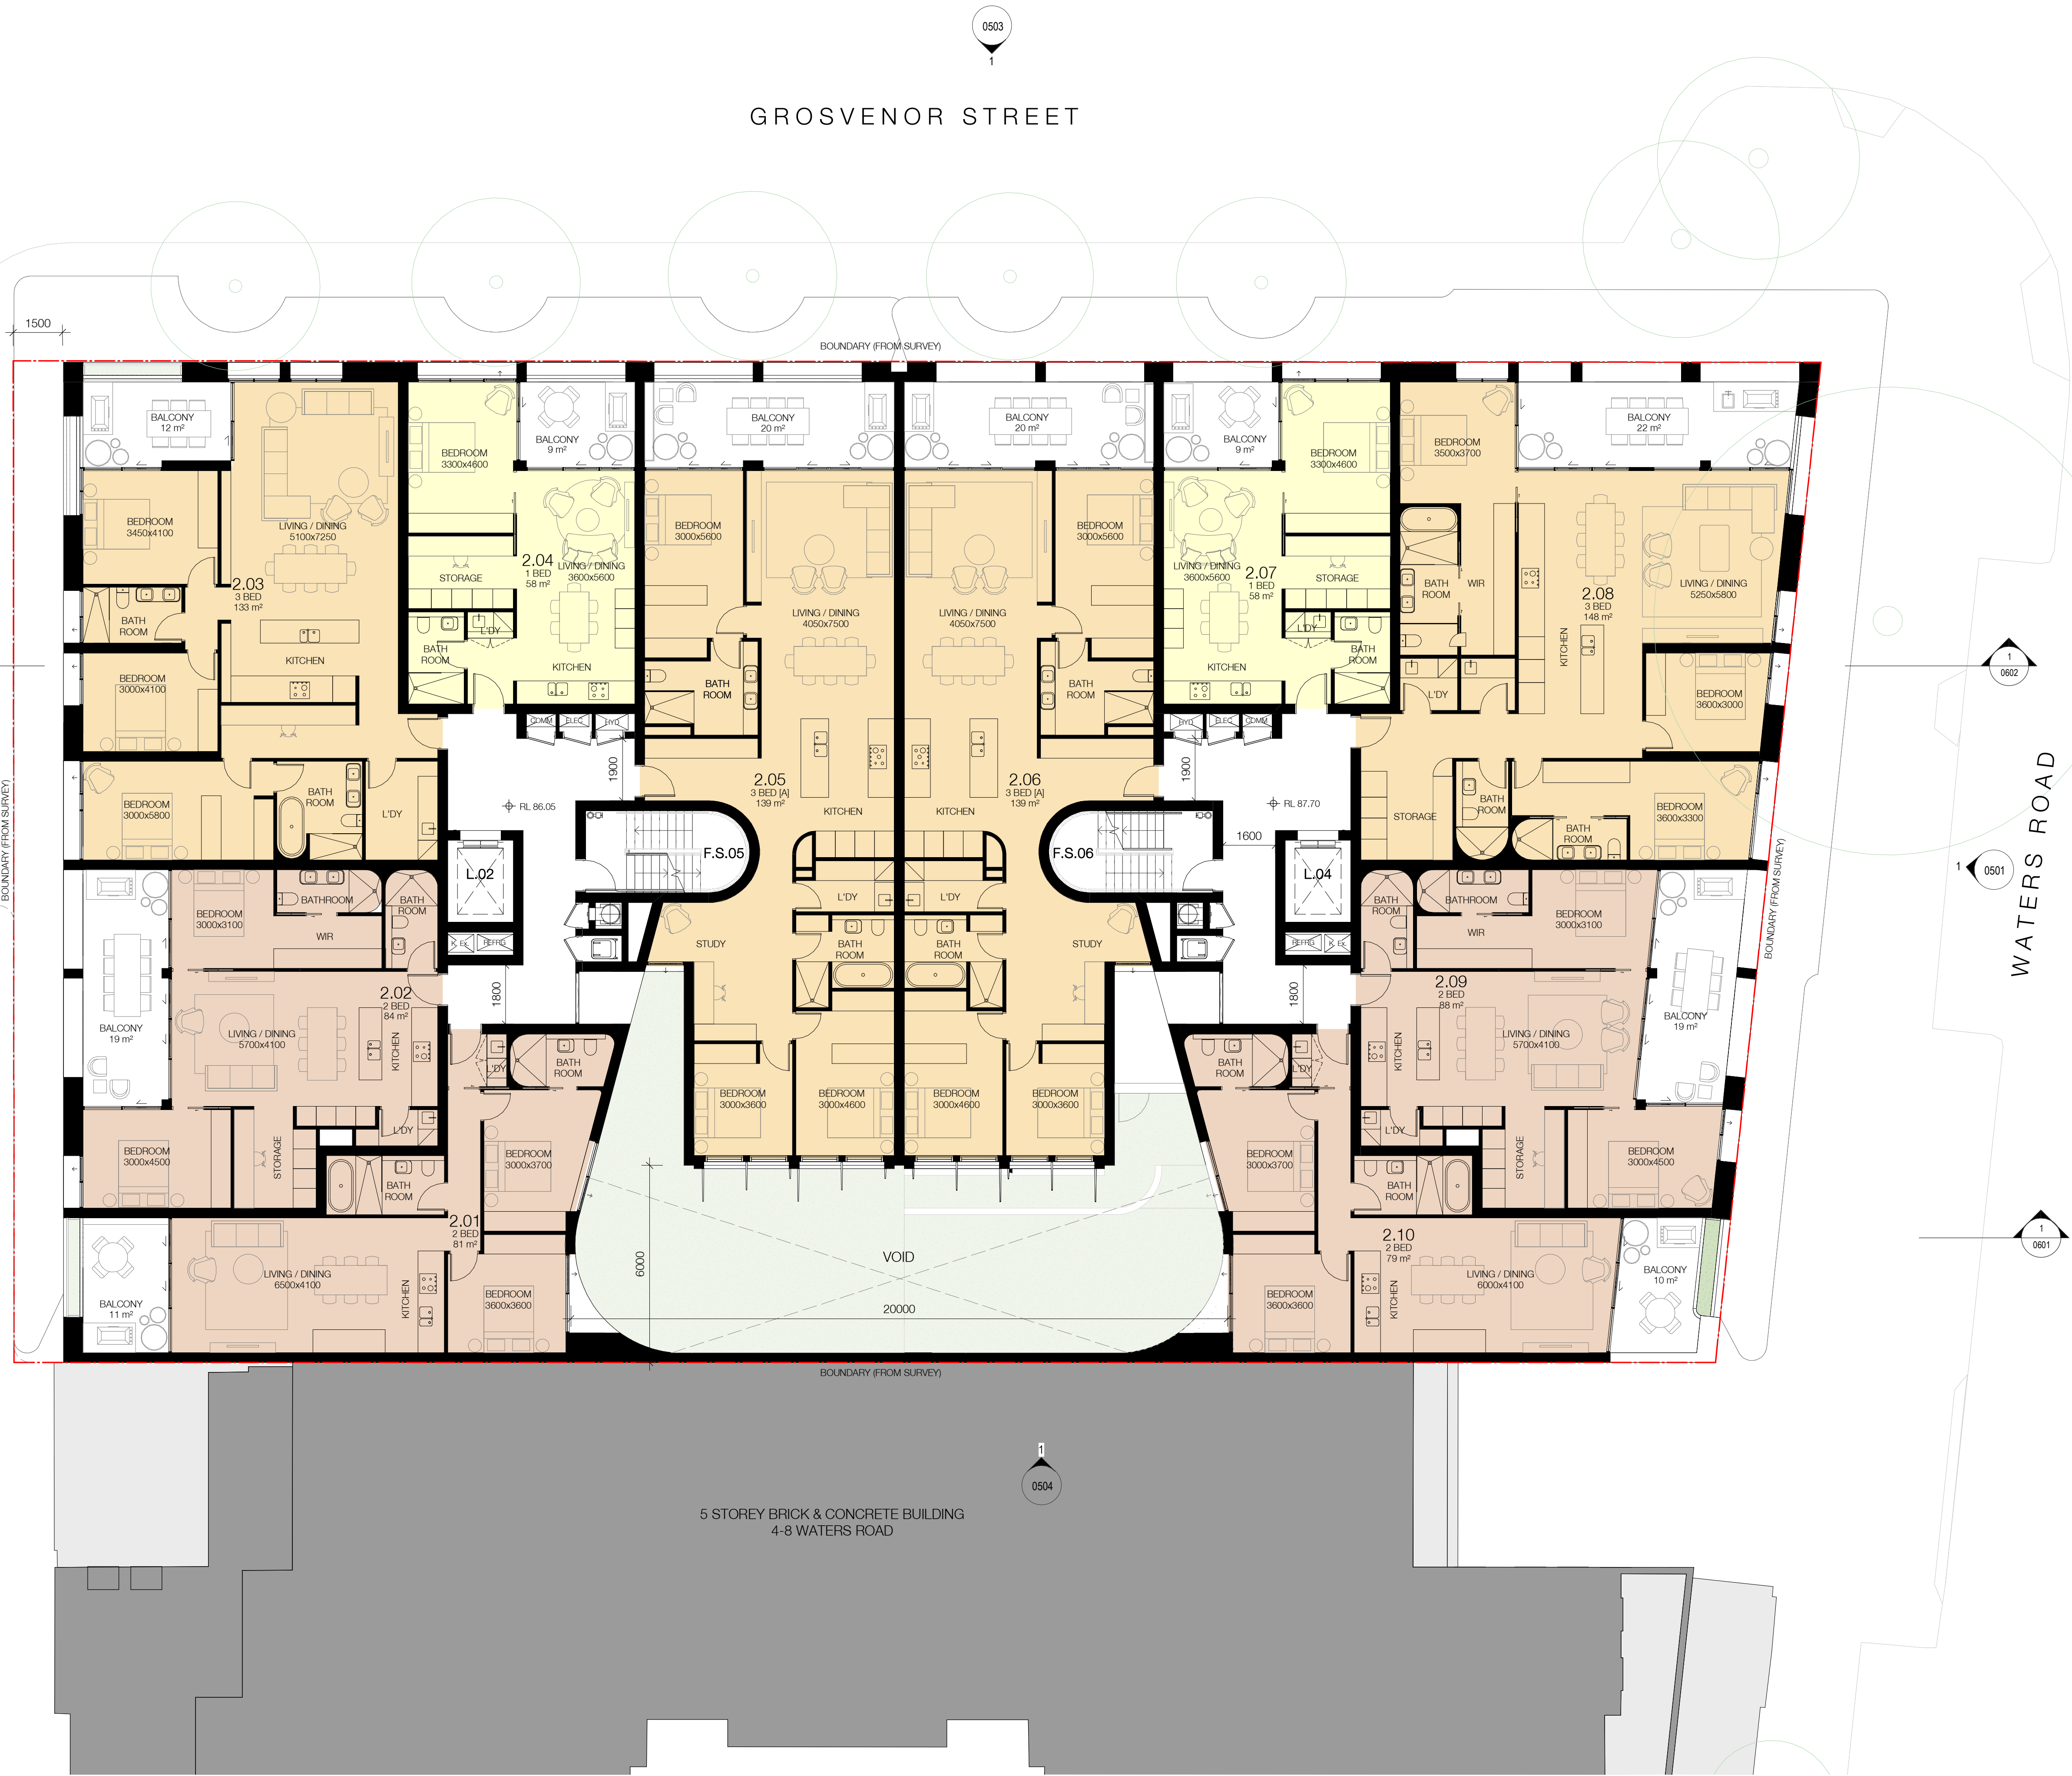 0503
1
GROSVENOR STREET
1500
BOUNDARY (FROM SURVEY)
BALCONY
12 m²
BALCONY
9 m²
BALCONY
20 m²
BALCONY
20 m²
BALCONY
9 m²
BALCONY
22 m²
BEDROOM
3450x4100
LIVING / DINING
5100x7250
BEDROOM
3300x4600
BEDROOM
3000x5600
BEDROOM
3000x5600
BEDROOM
3300x4600
BEDROOM
3500x3700
2.03
3 BED
133 m²
BATH
ROOM
KITCHEN
BEDROOM
3000x4100
BEDROOM
3000x5800
BATH
ROOM
L'DY
2.04
1 BED
58 m²
LIVING / DINING
3600x5600
STORAGE
L'DY
BATH
ROOM
KITCHEN
LIVING / DINING
4050x7500
BATH
ROOM
2.05
3 BED [A]
139 m²
KITCHEN
LIVING / DINING
4050x7500
BATH
ROOM
2.06
3 BED [A]
139 m²
KITCHEN
LIVING / DINING
3600x5600
2.07
1 BED
58 m²
STORAGE
L'DY
BATH
ROOM
KITCHEN
BATH
ROOM
WIR
2.08
3 BED
148 m²
LIVING / DINING
5250x5800
KITCHEN
L'DY
BEDROOM
3600x3000
STORAGE
BATH
ROOM
BATH
ROOM
BEDROOM
3600x3300
COMM
ELEC
HYD
HYD
ELEC
COMM
1900
1900
RL 86.05
RL 87.70
1600
F.S.05
F.S.06
L.02
L.04
K. Ex.
REFRIG
REFRIG
K. Ex.
1800
1800
1
0602
1
0501
WATERS ROAD
1
0601
/ BOUNDARY (FROM SURVEY)
BOUNDARY (FROM SURVEY)
BEDROOM
3000x3100
BATHROOM
BATH
ROOM
WIR
2.02
2 BED
84 m²
BALCONY
19 m²
LIVING / DINING
5700x4100
KITCHEN
L'DY
BEDROOM
3000x4500
STORAGE
BATH
ROOM
L'DY
BATH
ROOM
BEDROOM
3000x3700
2.01
2 BED
81 m²
BALCONY
11 m²
LIVING / DINING
6500x4100
KITCHEN
BEDROOM
3600x3600
STUDY
L'DY
BATH
ROOM
BEDROOM
3000x3600
BEDROOM
3000x4600
L'DY
BATH
ROOM
STUDY
BEDROOM
3000x4600
BEDROOM
3000x3600
VOID
6000
20000
BATH
ROOM
BATHROOM
WIR
BEDROOM
3000x3100
2.09
2 BED
88 m²
KITCHEN
LIVING / DINING
5700x4100
BALCONY
19 m²
L'DY
STORAGE
BEDROOM
3000x4500
BATH
ROOM
L'DY
BEDROOM
3000x3700
BATH
ROOM
2.10
2 BED
79 m²
KITCHEN
LIVING / DINING
6000x4100
BALCONY
10 m²
BEDROOM
3600x3600
BOUNDARY (FROM SURVEY)
1
0504
5 STOREY BRICK & CONCRETE BUILDING
4-8 WATERS ROAD